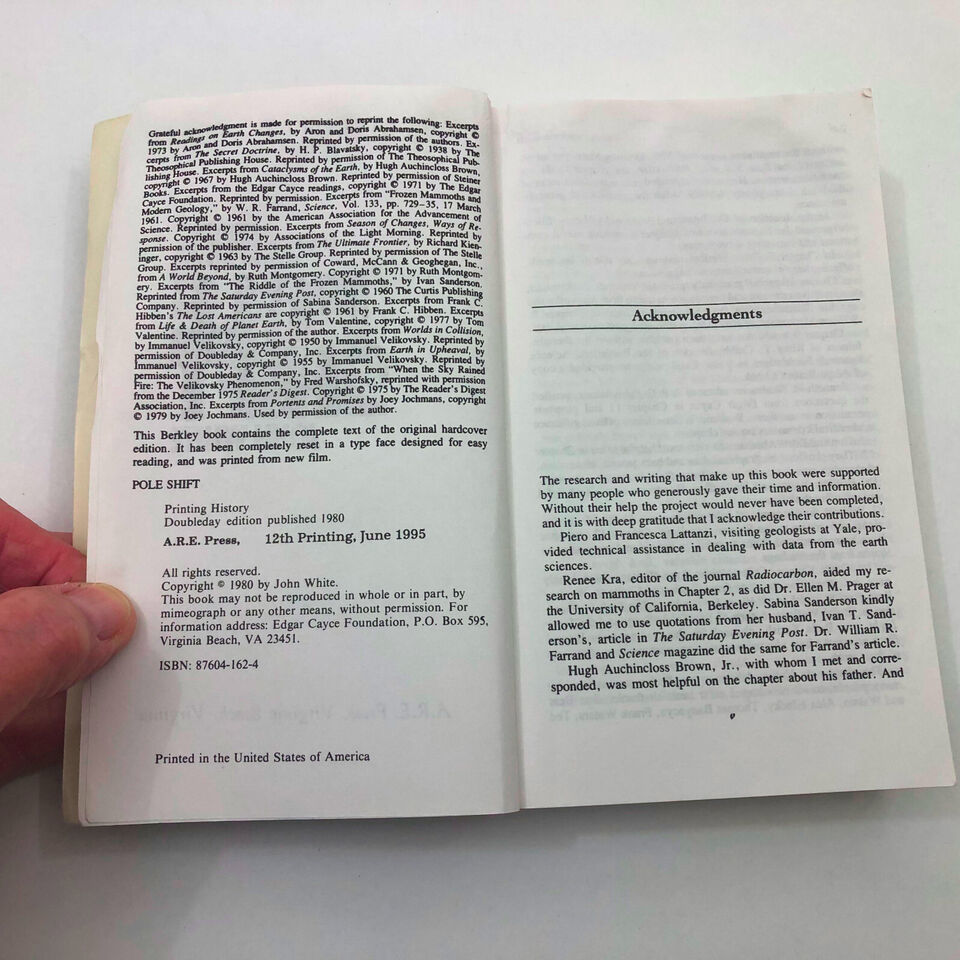 Grateful acknowledgment is made for permission to reprint the following: Excerpts
from Readings on Earth Changes, by Aron and Doris Abrahamsen, copyright ©
1973 by Aron and Doris Abrahamsen. Reprinted by permission of the authors. Ex-
cerpts from The Secret Doctrine, by H. P. Blavatsky, copyright © 1938 by The
Theosophical Publishing House. Reprinted by permission of The Theosophical Pub-
lishing House. Excerpts from Cataclysms of the Earth, by Hugh Auchincloss Brown,
copyright © 1967 by Hugh Auchincloss Brown. Reprinted by permission of Steiner
Books. Excerpts from the Edgar Cayce readings, copyright © 1971 by The Edgar
Cayce Foundation. Reprinted by permission. Excerpts from "Frozen Mammoths and
Modern Geology," by W. R. Farrand, Science, Vol. 133, pp. 729–35, 17 March
1961. Copyright © 1961 by the American Association for the Advancement of
Science. Reprinted by permission. Excerpts from Season of Changes, Ways of Re-
sponse. Copyright © 1974 by Associations of the Light Morning. Reprinted by
permission of the publisher. Excerpts from The Ultimate Frontier, by Richard Kien-
inger, copyright © 1963 by The Stelle Group. Reprinted by permission of The Stelle
Group. Excerpts reprinted by permission of Coward, McCann & Geoghegan, Inc.,
from A World Beyond, by Ruth Montgomery. Copyright © 1971 by Ruth Montgom-
ery. Excerpts from "The Riddle of the Frozen Mammoths," by Ivan Sanderson.
Reprinted from The Saturday Evening Post, copyright © 1960 The Curtis Publishing
Company. Reprinted by permission of Sabina Sanderson. Excerpts from Frank C.
Hibben's The Lost Americans are copyright © 1961 by Frank C. Hibben. Excerpts
from Life & Death of Planet Earth, by Tom Valentine, copyright © 1977 by Tom
Valentine. Reprinted by permission of the author. Excerpts from Worlds in Collision,
by Immanuel Velikovsky, copyright © 1950 by Immanuel Velikovsky. Reprinted by
permission of Doubleday & Company, Inc. Excerpts from Earth in Upheaval, by
Immanuel Velikovsky, copyright © 1955 by Immanuel Velikovsky. Reprinted by
permission of Doubleday & Company, Inc. Excerpts from "When the Sky Rained
Fire: The Velikovsky Phenomenon," by Fred Warshofsky, reprinted with permission
from the December 1975 Reader's Digest. Copyright © 1975 by The Reader's Digest
Association, Inc. Excerpts from Portents and Promises by Joey Jochmans, copyright
© 1979 by Joey Jochmans. Used by permission of the author.
This Berkley book contains the complete text of the original hardcover
edition. It has been completely reset in a type face designed for easy
reading, and was printed from new film.
POLE SHIFT
Printing History
Doubleday edition published 1980
A.R.E. Press, 12th Printing, June 1995
All rights reserved.
Copyright © 1980 by John White.
This book may not be reproduced in whole or in part, by
mimeograph or any other means, without permission. For
information address: Edgar Cayce Foundation, P.O. Box 595,
Virginia Beach, VA 23451.
ISBN: 87604-162-4
Printed in the United States of America
Acknowledgments
The research and writing that make up this book were supported
by many people who generously gave their time and information.
Without their help the project would never have been completed,
and it is with deep gratitude that I acknowledge their contributions.
Piero and Francesca Lattanzi, visiting geologists at Yale, pro-
vided technical assistance in dealing with data from the earth
sciences.
Renee Kra, editor of the journal Radiocarbon, aided my re-
search on mammoths in Chapter 2, as did Dr. Ellen M. Prager at
the University of California, Berkeley. Sabina Sanderson kindly
allowed me to use quotations from her husband, Ivan T. Sand-
erson's, article in The Saturday Evening Post. Dr. William R.
Farrand and Science magazine did the same for Farrand's article.
Hugh Auchincloss Brown, Jr., with whom I met and corre-
sponded, was most helpful on the chapter about his father. And